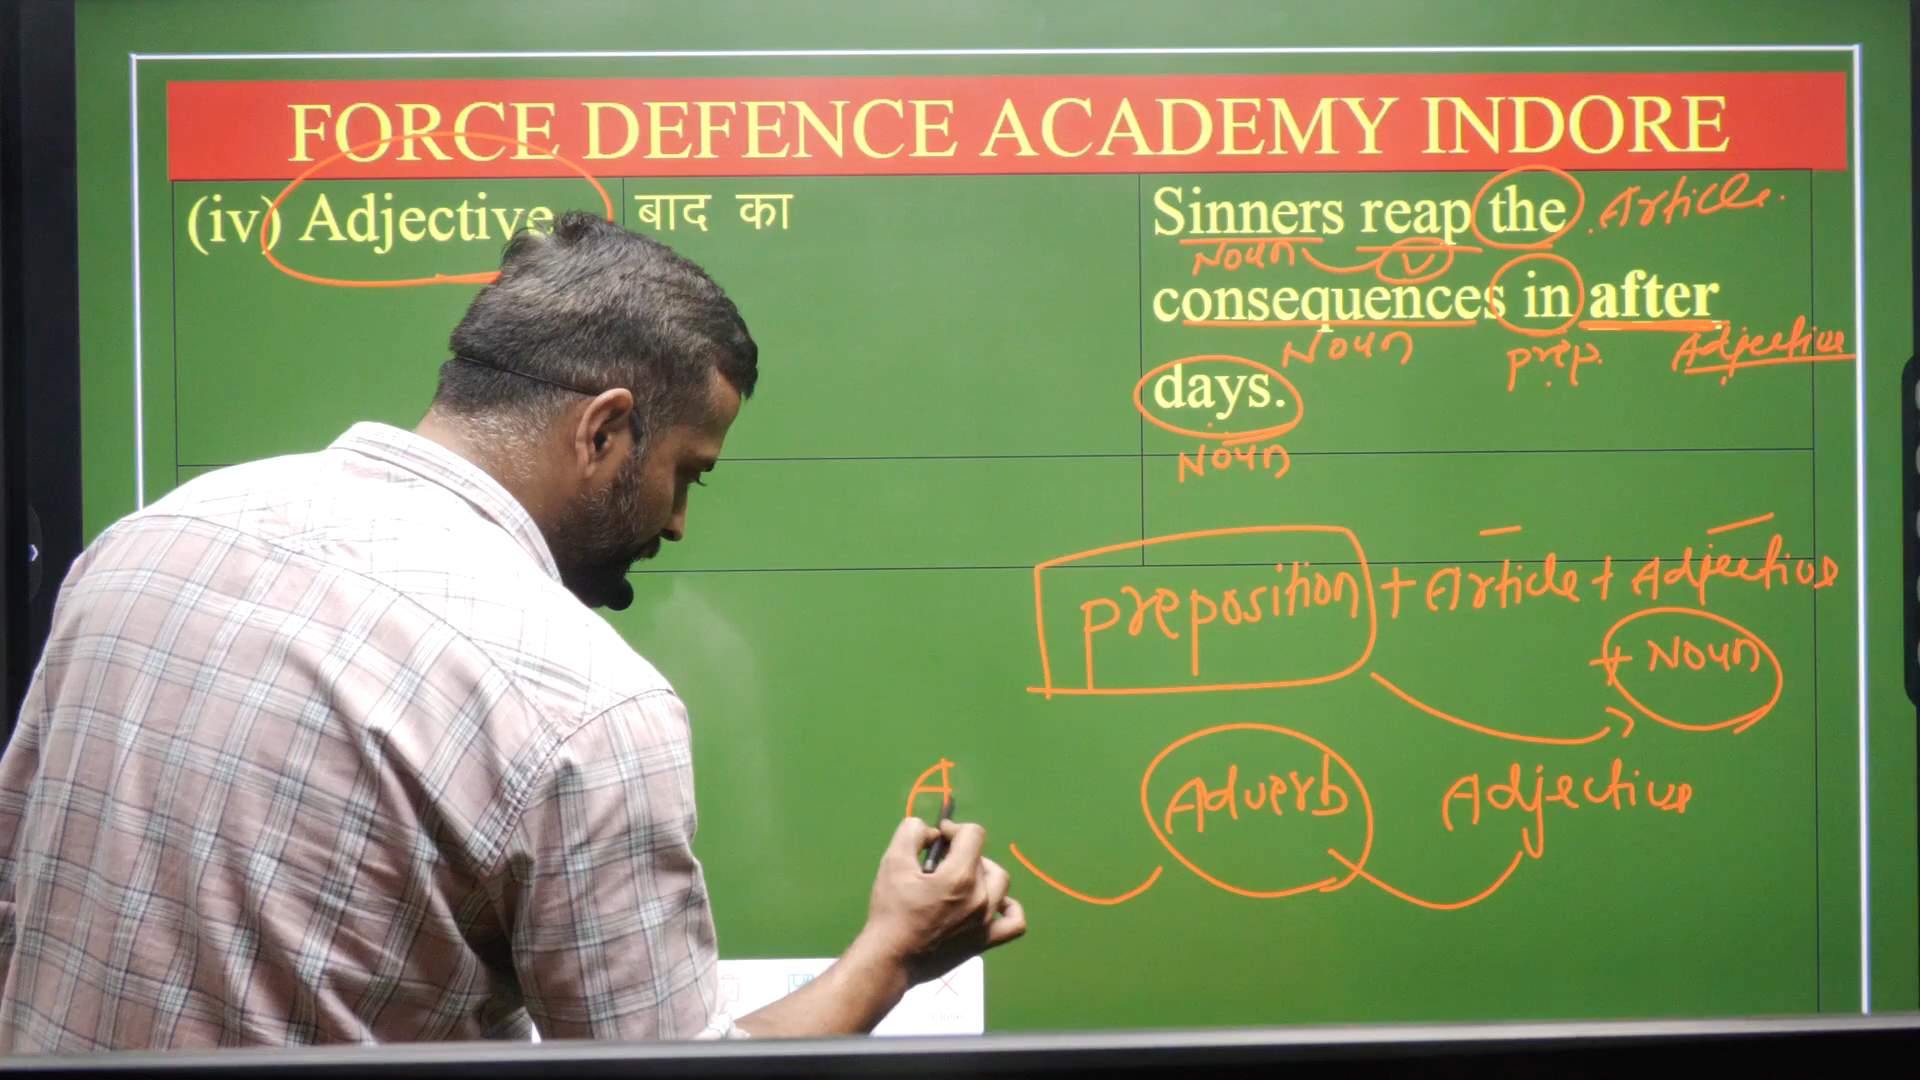 FORCE DEFENCE ACADEMY INDORE
(iv) Adjective
बाद का
Sinners reap the
Article.
Noun
V
consequences in after
Noun
prep.
Adjective
days.
Noun
preposition + Article + Adjective
+ Noun
A
Adverb
Adjective